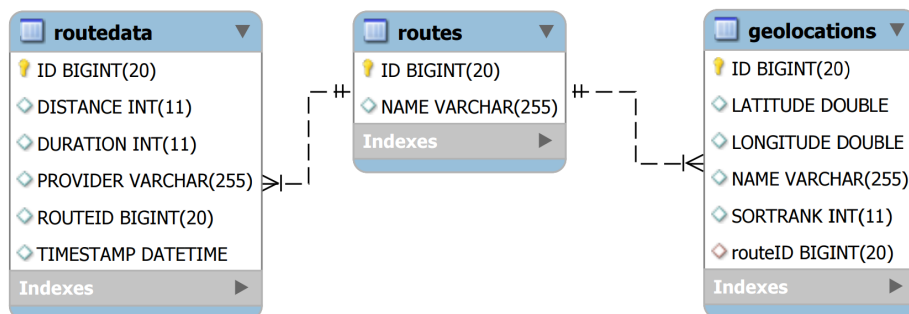 routedata
ID BIGINT(20)
DISTANCE INT(11)
DURATION INT(11)
PROVIDER VARCHAR(255)
ROUTEID BIGINT(20)
TIMESTAMP DATETIME
Indexes
routes
ID BIGINT(20)
NAME VARCHAR(255)
Indexes
geolocations
ID BIGINT(20)
LATITUDE DOUBLE
LONGITUDE DOUBLE
NAME VARCHAR(255)
SORTRANK INT(11)
routeID BIGINT(20)
Indexes